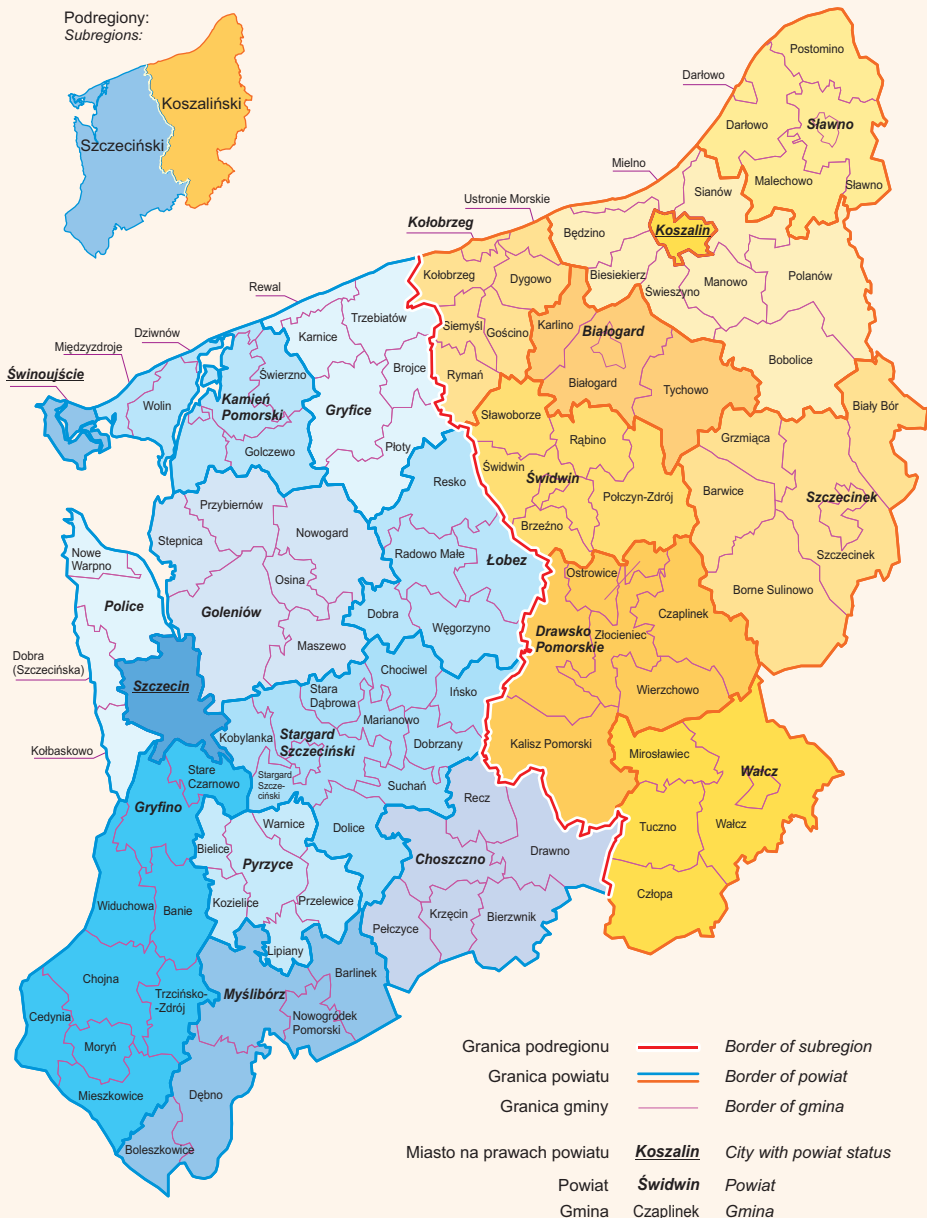 Podregiony:
Subregions:
Koszaliński
Szczeciński
Postomino
Darłowo
Darłowo
Sławno
Mielno
Sianów
Malechowo
Sławno
Ustronie Morskie
Kołobrzeg
Będzino
Koszalin
Kołobrzeg
Dygowo
Biesiekierz
Manowo
Polanów
Świeszyno
Rewal
Trzebiatów
Siemyśl
Gościno
Karlino
Białogard
Karnice
Dziwnów
Międzyzdroje
Świerzno
Brojce
Rymań
Białogard
Tychowo
Bobolice
Świnoujście
Wolin
Kamień
Pomorski
Gryfice
Sławoborze
Biały Bór
Golczewo
Płoty
Świdwin
Rąbino
Grzmiąca
Świdwin
Resko
Połczyn-Zdrój
Barwice
Szczecinek
Przybiernów
Nowogard
Brzeźno
Stepnica
Radowo Małe
Łobez
Szczecinek
Nowe
Warpno
Osina
Ostrowice
Borne Sulinowo
Police
Goleniów
Dobra
Węgorzyno
Czaplinek
Drawsko
Pomorskie
Złocieniec
Maszewo
Dobra
(Szczecińska)
Szczecin
Chociwel
Stara
Dąbrowa
Ińsko
Wierzchowo
Marianowo
Kobylanka
Stargard
Szczeciński
Dobrzany
Kalisz Pomorski
Mirosławiec
Kołbaskowo
Wałcz
Stare
Czarnowo
Stargard
Szcze-
ciński
Suchań
Recz
Gryfino
Warnice
Dolice
Tuczno
Wałcz
Bielice
Pyrzyce
Choszczno
Drawno
Człopa
Widuchowa
Banie
Kozielice
Przelewice
Krzęcin
Bierzwnik
Pełczyce
Lipiany
Chojna
Barlinek
Trzcińsko-
-Zdrój
Myślibórz
Cedynia
Nowogródek
Pomorski
Moryń
Mieszkowice
Dębno
Boleszkowice
Granica podregionu Border of subregion
Granica powiatu Border of powiat
Granica gminy Border of gmina
Miasto na prawach powiatu Koszalin City with powiat status
Powiat Świdwin Powiat
Gmina Czaplinek Gmina